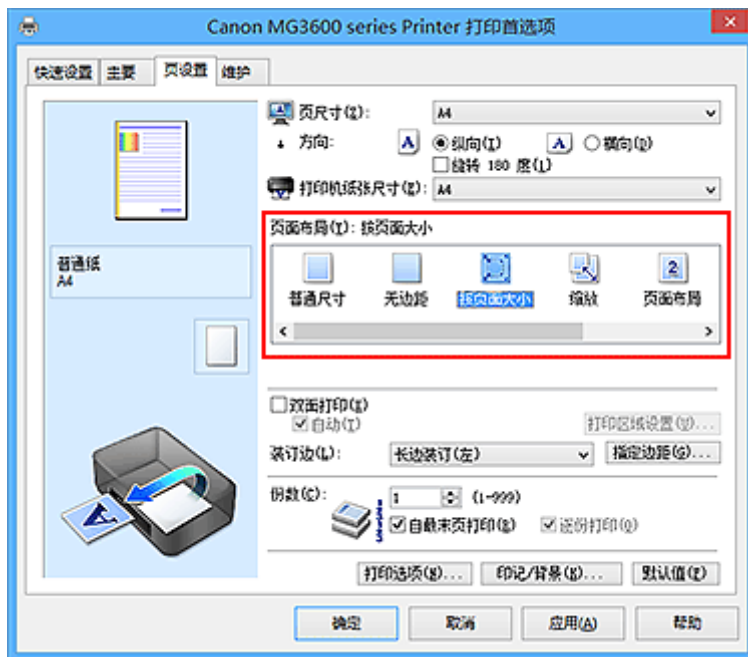 Canon MG3600 series Printer 打印首选项
快速设置 主要 页设置 维护
页尺寸(Z): A4
方向: A 纵向(I) A 横向(D)
旋转 180 度(L)
打印机纸张尺寸(E): A4
页面布局(Y): 按页面大小
普通尺寸 无边距 按页面大小 缩放 页面布局
普通纸
A4
双面打印(X)
自动(T)
打印区域设置(U)...
装订边(L): 长边装订(左) 指定边距(G)...
份数(C): 1 (1-999)
自最末页打印(R) 逐份打印(O)
打印选项(N)... 印记/背景(K)... 默认值(F)
确定 取消 应用(A) 帮助